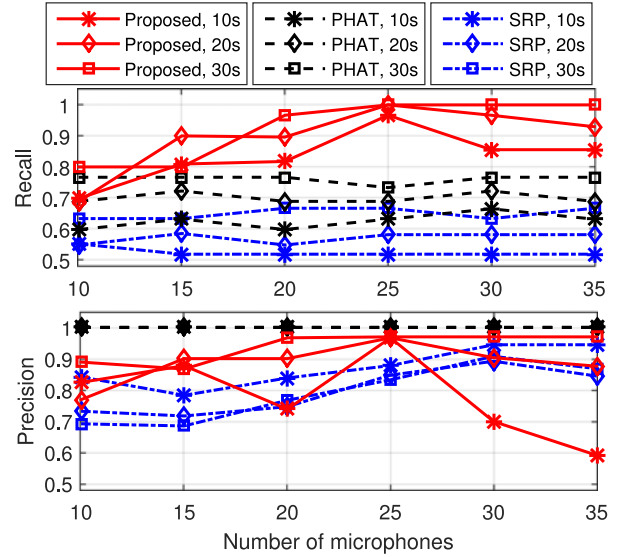 Proposed, 10s PHAT, 10s SRP, 10s
Proposed, 20s PHAT, 20s SRP, 20s
Proposed, 30s PHAT, 30s SRP, 30s
1
0.9
0.8
0.7
0.6
0.5
Recall
10 15 20 25 30 35
1
0.9
0.8
0.7
0.6
0.5
Precision
10 15 20 25 30 35
Number of microphones